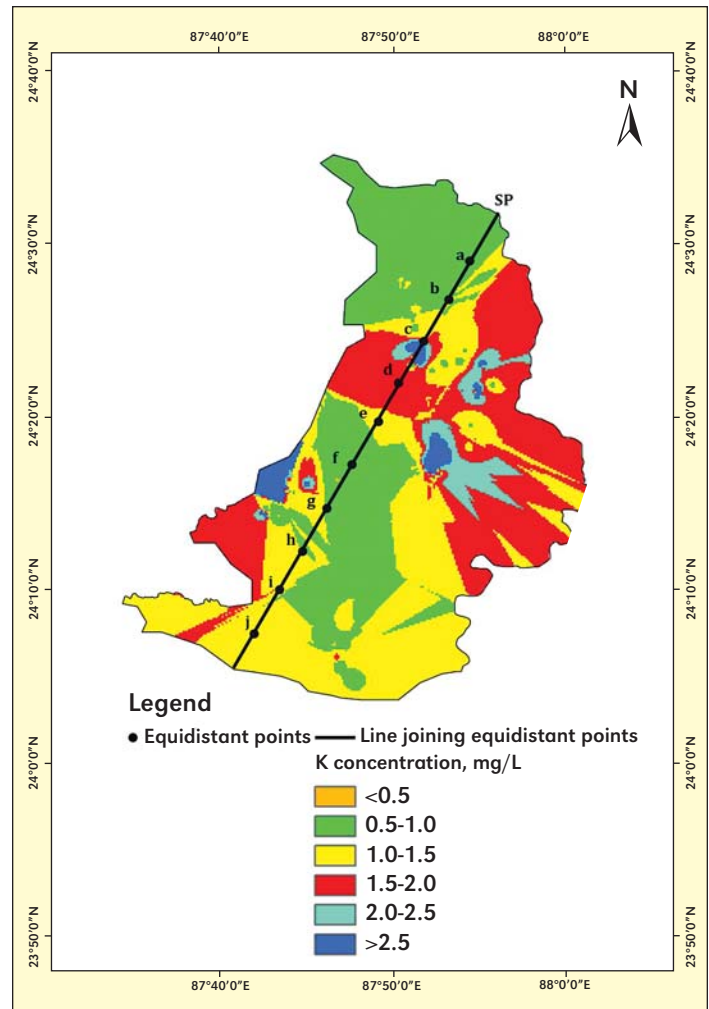 87°40'0"E 87°50'0"E 88°0'0"E
24°40'0"N 24°40'0"N
N
SP
24°30'0"N 24°30'0"N
a
b
c
d
24°20'0"N 24°20'0"N
e
f
g
h
24°10'0"N 24°10'0"N
i
j
Legend
Equidistant points Line joining equidistant points
K concentration, mg/L
24°0'0"N 24°0'0"N
<0.5
0.5-1.0
1.0-1.5
1.5-2.0
2.0-2.5
>2.5
23°50'0"N 23°50'0"N
87°40'0"E 87°50'0"E 88°0'0"E